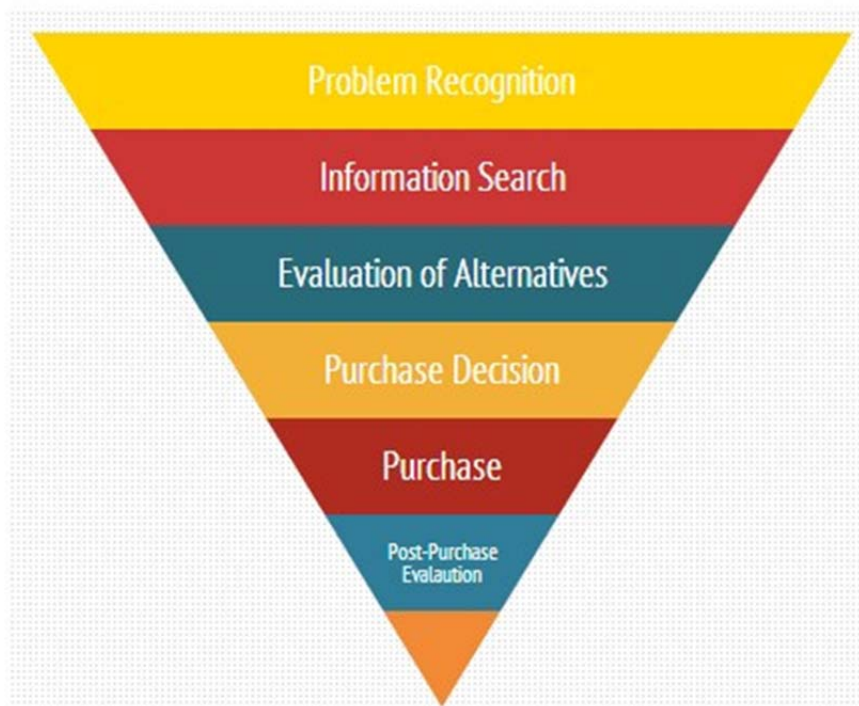 Problem Recognition
Information Search
Evaluation of Alternatives
Purchase Decision
Purchase
Post-Purchase
Evalaution